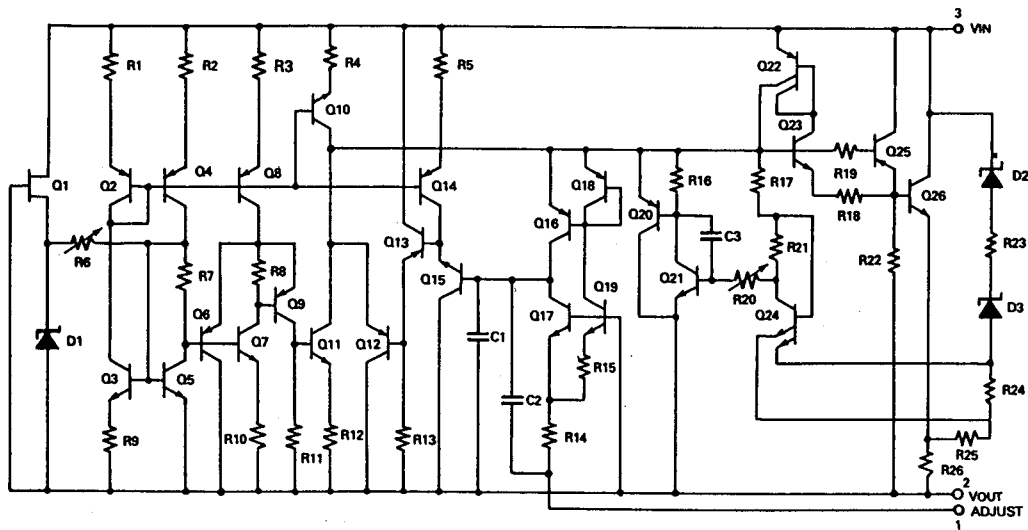 3
VIN
R1
R2
R3
R4
R5
Q22
Q10
Q23
Q1
Q2
Q4
Q8
Q14
Q18
R16
R17
R19
Q25
D2
Q16
Q20
R18
Q26
Q13
C3
R21
R23
R6
R7
R8
Q15
Q21
R22
Q6
Q9
Q19
R20
Q24
D3
D1
Q7
Q11
Q12
C1
Q17
Q3
Q5
R15
C2
R24
R9
R10
R11
R12
R13
R14
R25
R26
2
VOUT
ADJUST
1